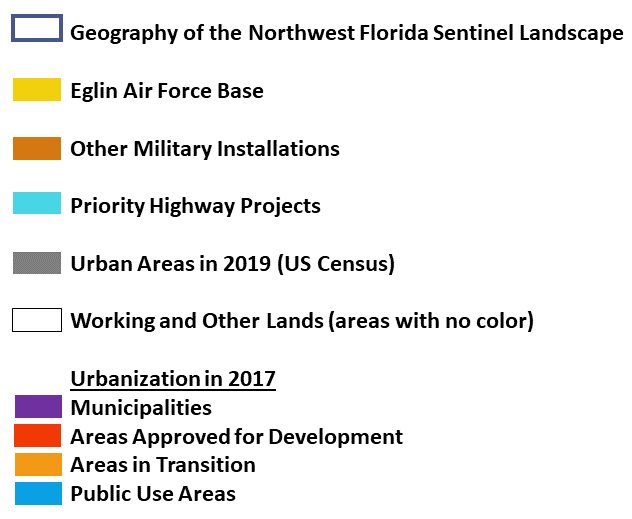 Geography of the Northwest Florida Sentinel Landscape
Eglin Air Force Base
Other Military Installations
Priority Highway Projects
Urban Areas in 2019 (US Census)
Working and Other Lands (areas with no color)
Urbanization in 2017
Municipalities
Areas Approved for Development
Areas in Transition
Public Use Areas